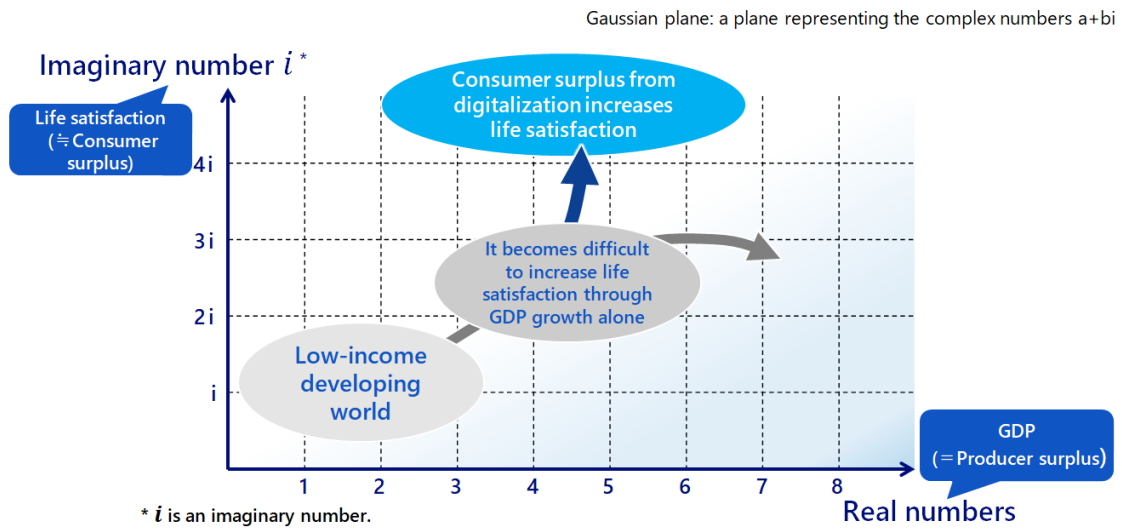 Gaussian plane: a plane representing the complex numbers a+bi
Imaginary number i *
Life satisfaction
(≒Consumer
surplus)
Consumer surplus from
digitalization increases
life satisfaction
4i
3i
It becomes difficult
to increase life
satisfaction through
GDP growth alone
2i
Low-income
developing
world
i
GDP
(=Producer surplus)
1 2 3 4 5 6 7 8
Real numbers
* i is an imaginary number.